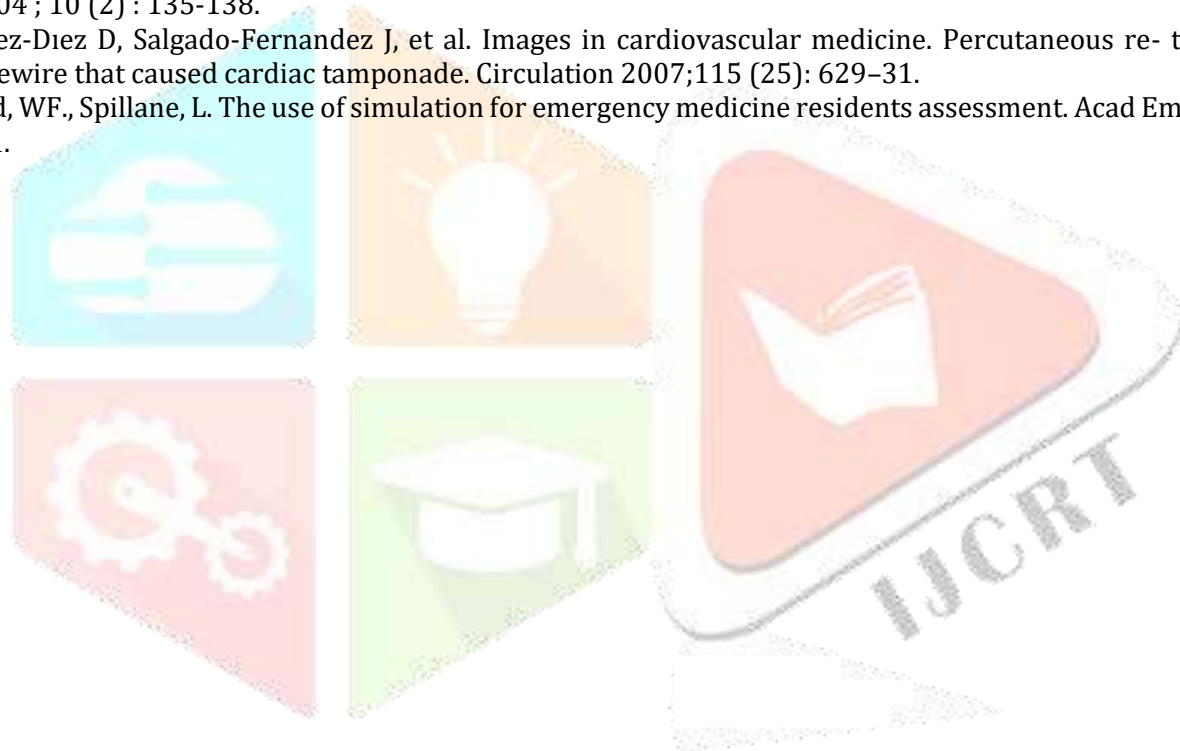 04 ; 10 (2) : 135-138.
ez-Dıez D, Salgado-Fernandez J, et al. Images in cardiovascular medicine. Percutaneous re- t
ewire that caused cardiac tamponade. Circulation 2007;115 (25): 629–31.
d, WF., Spillane, L. The use of simulation for emergency medicine residents assessment. Acad Em
.
IJCRT